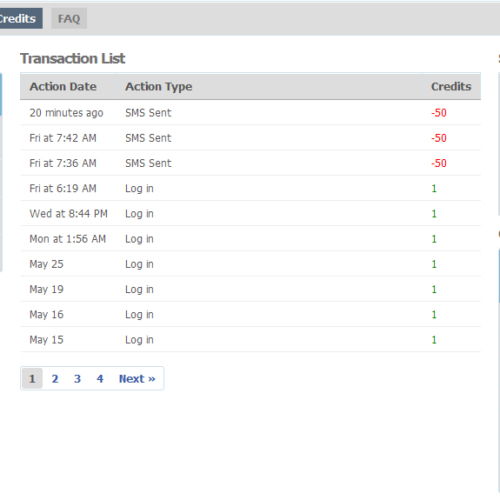 Credits FAQ
Transaction List
Action Date Action Type Credits
20 minutes ago SMS Sent -50
Fri at 7:42 AM SMS Sent -50
Fri at 7:36 AM SMS Sent -50
Fri at 6:19 AM Log in 1
Wed at 8:44 PM Log in 1
Mon at 1:56 AM Log in 1
May 25 Log in 1
May 19 Log in 1
May 16 Log in 1
May 15 Log in 1
1 2 3 4 Next »